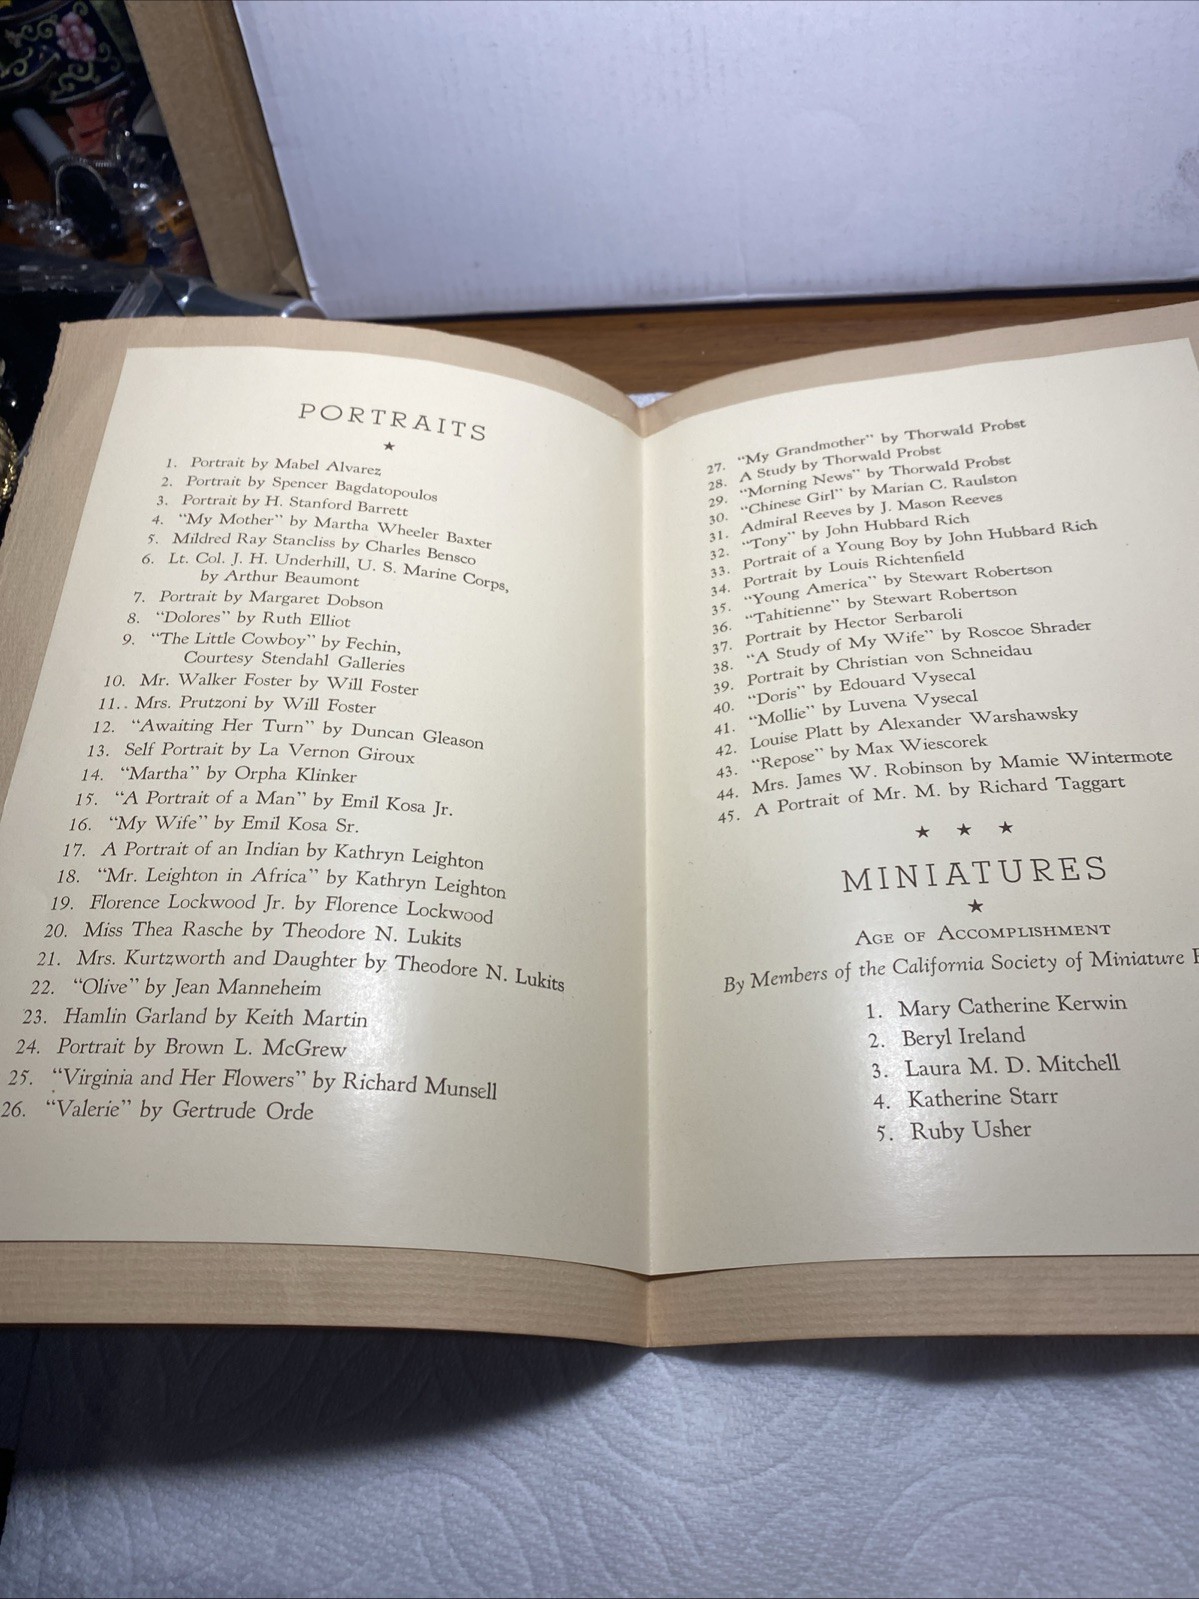 PORTRAITS
★
1. Portrait by Mabel Alvarez
2. Portrait by Spencer Bagdatopoulos
3. Portrait by H. Stanford Barrett
4. "My Mother" by Martha Wheeler Baxter
5. Mildred Ray Stancliss by Charles Bensco
6. Lt. Col. J. H. Underhill, U. S. Marine Corps,
by Arthur Beaumont
7. Portrait by Margaret Dobson
8. "Dolores" by Ruth Elliot
9. "The Little Cowboy" by Fechin,
Courtesy Stendahl Galleries
10. Mr. Walker Foster by Will Foster
11.. Mrs. Prutzoni by Will Foster
12. "Awaiting Her Turn" by Duncan Gleason
13. Self Portrait by La Vernon Giroux
14. "Martha" by Orpha Klinker
15. "A Portrait of a Man" by Emil Kosa Jr.
16. "My Wife" by Emil Kosa Sr.
17. A Portrait of an Indian by Kathryn Leighton
18. "Mr. Leighton in Africa" by Kathryn Leighton
19. Florence Lockwood Jr. by Florence Lockwood
20. Miss Thea Rasche by Theodore N. Lukits
21. Mrs. Kurtzworth and Daughter by Theodore N. Lukits
22. "Olive" by Jean Manneheim
23. Hamlin Garland by Keith Martin
24. Portrait by Brown L. McGrew
25. "Virginia and Her Flowers" by Richard Munsell
26. "Valerie" by Gertrude Orde
27. "My Grandmother" by Thorwald Probst
28. A Study by Thorwald Probst
29. "Morning News" by Thorwald Probst
30. "Chinese Girl" by Marian C. Raulston
31. Admiral Reeves by J. Mason Reeves
32. "Tony" by John Hubbard Rich
33. Portrait of a Young Boy by John Hubbard Rich
34. Portrait by Louis Richtenfield
35. "Young America" by Stewart Robertson
36. "Tahitienne" by Stewart Robertson
37. Portrait by Hector Serbaroli
38. "A Study of My Wife" by Roscoe Shrader
39. Portrait by Christian von Schneidau
40. "Doris" by Edouard Vysecal
41. "Mollie" by Luvena Vysecal
42. Louise Platt by Alexander Warshawsky
43. "Repose" by Max Wiescorek
44. Mrs. James W. Robinson by Mamie Wintermote
45. A Portrait of Mr. M. by Richard Taggart
★ ★ ★
MINIATURES
★
AGE OF ACCOMPLISHMENT
By Members of the California Society of Miniature
1. Mary Catherine Kerwin
2. Beryl Ireland
3. Laura M. D. Mitchell
4. Katherine Starr
5. Ruby Usher